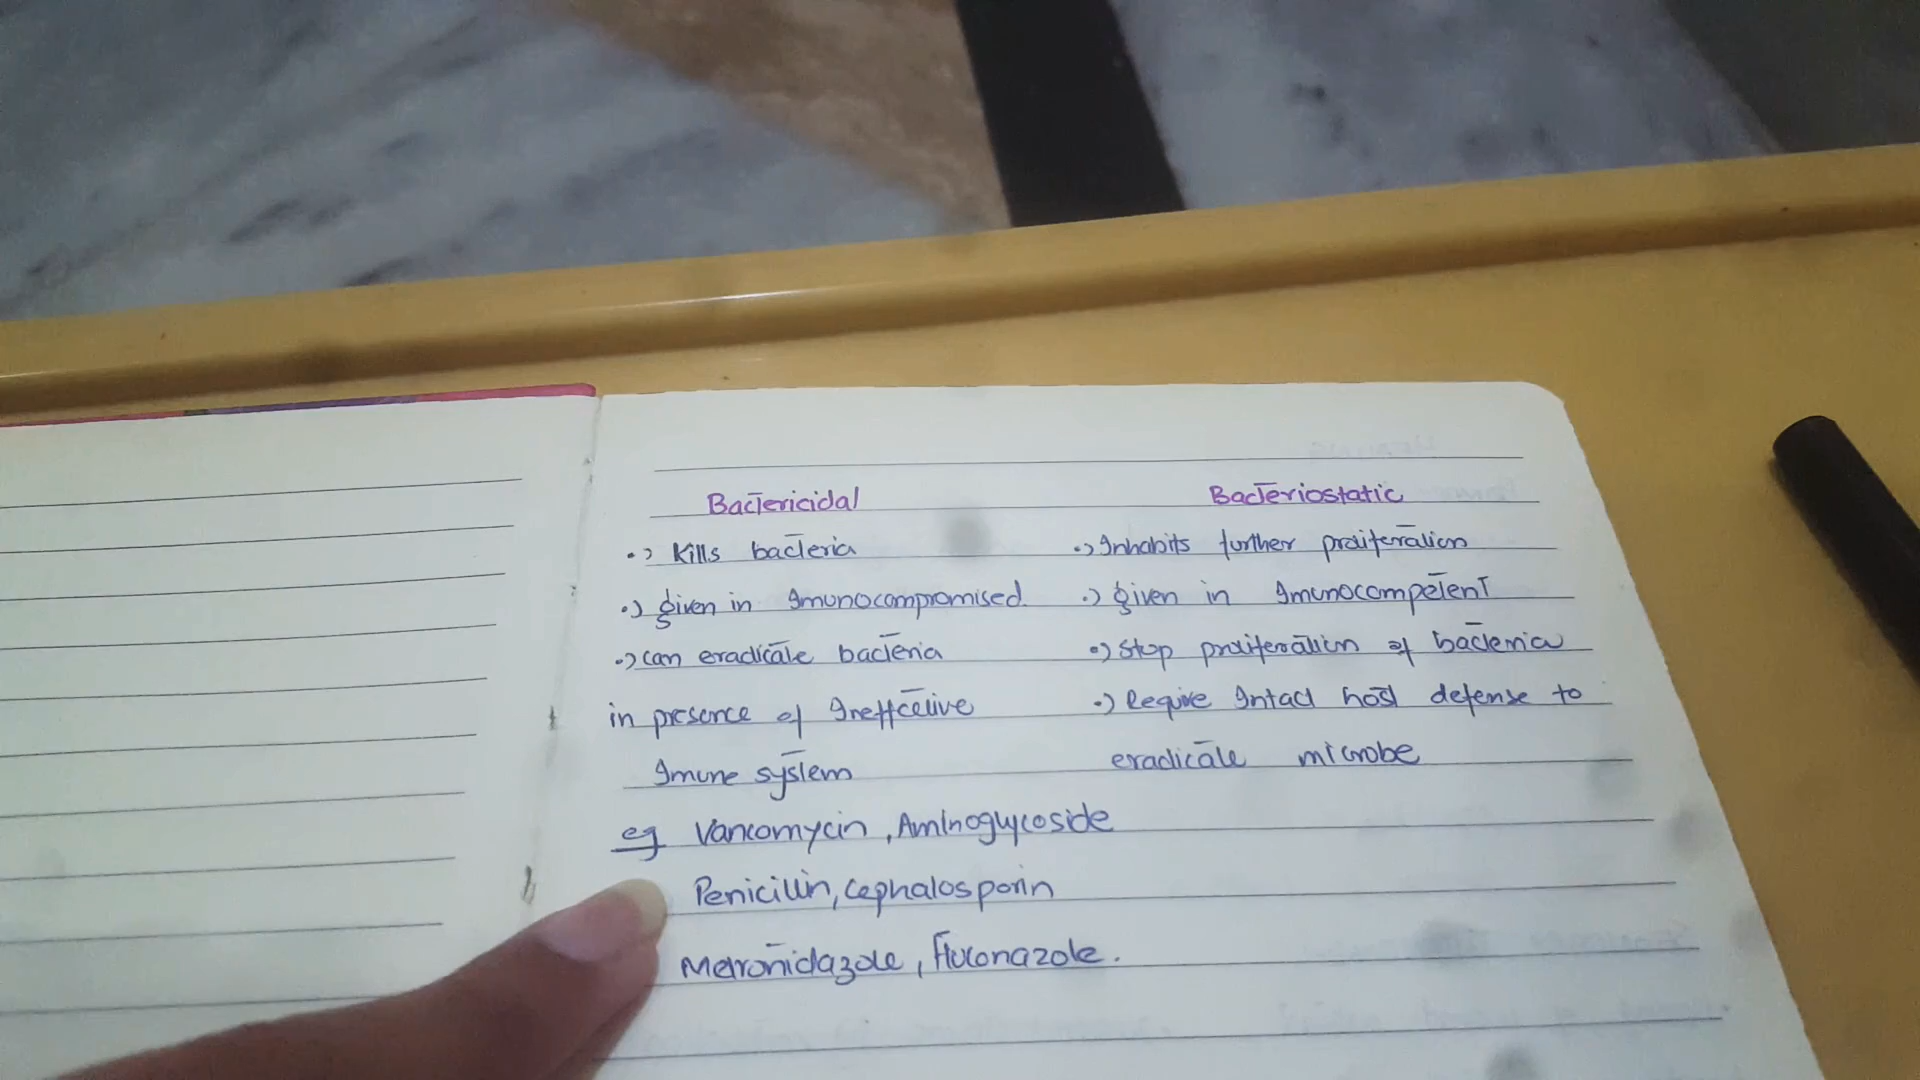 Bactericidal Bacteriostatic
•) Kills bacteria •) Inhabits further proliferation
•) given in Imunocompromised. •) given in Imunocompetent
•) can eradicate bacteria •) Stop proliferation of bacteria
in presence of Ineffective •) Require Intact host defense to
Imune system eradicate microbe
eg Vancomycin, Aminoglycoside
Penicillin, cephalosporin
Metronidazole, Fluconazole.